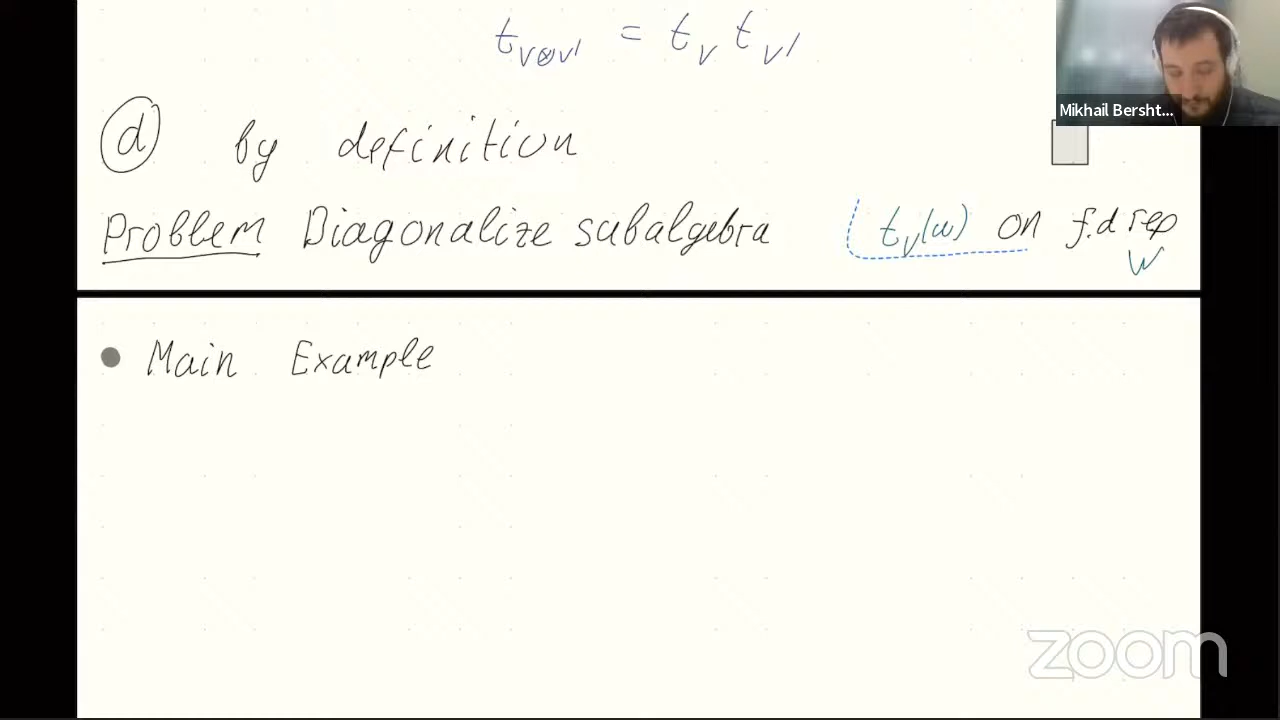 t_{V⊗V'} = t_V t_{V'}
Mikhail Bersht...
(d) by definition
Problem Diagonalize subalgebra t_V(u) on f.d rep
W
• Main Example
zoom